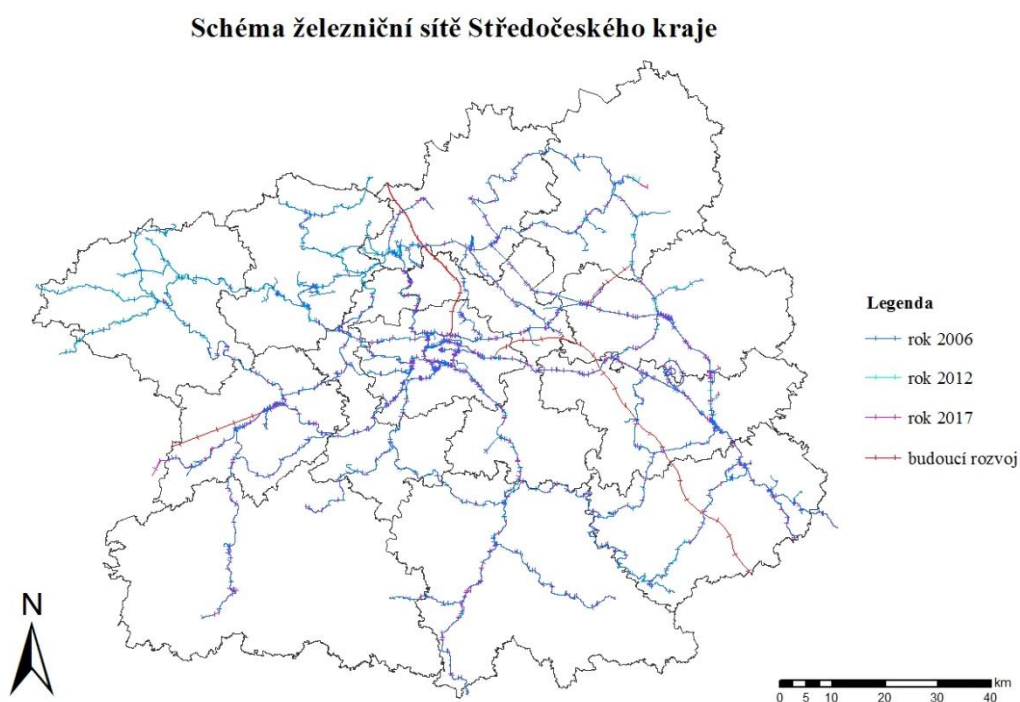 Schéma železniční sítě Středočeského kraje
Legenda
rok 2006
rok 2012
rok 2017
budoucí rozvoj
N
km
0 5 10 20 30 40